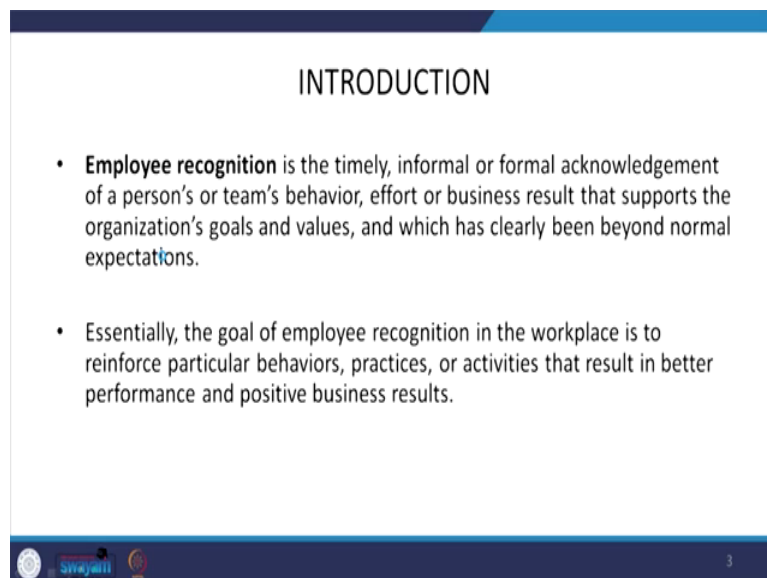 INTRODUCTION
• Employee recognition is the timely, informal or formal acknowledgement
of a person's or team's behavior, effort or business result that supports the
organization's goals and values, and which has clearly been beyond normal
expectations.
• Essentially, the goal of employee recognition in the workplace is to
reinforce particular behaviors, practices, or activities that result in better
performance and positive business results.
swayam
3